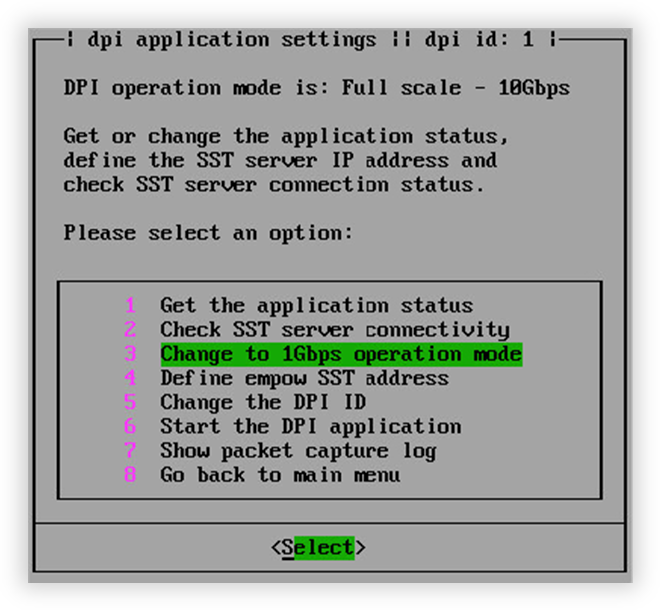 | dpi application settings || dpi id: 1 |
DPI operation mode is: Full scale - 10Gbps
Get or change the application status,
define the SST server IP address and
check SST server connection status.
Please select an option:
1 Get the application status
2 Check SST server connectivity
3 Change to 1Gbps operation mode
4 Define empow SST address
5 Change the DPI ID
6 Start the DPI application
7 Show packet capture log
8 Go back to main menu
<Select>